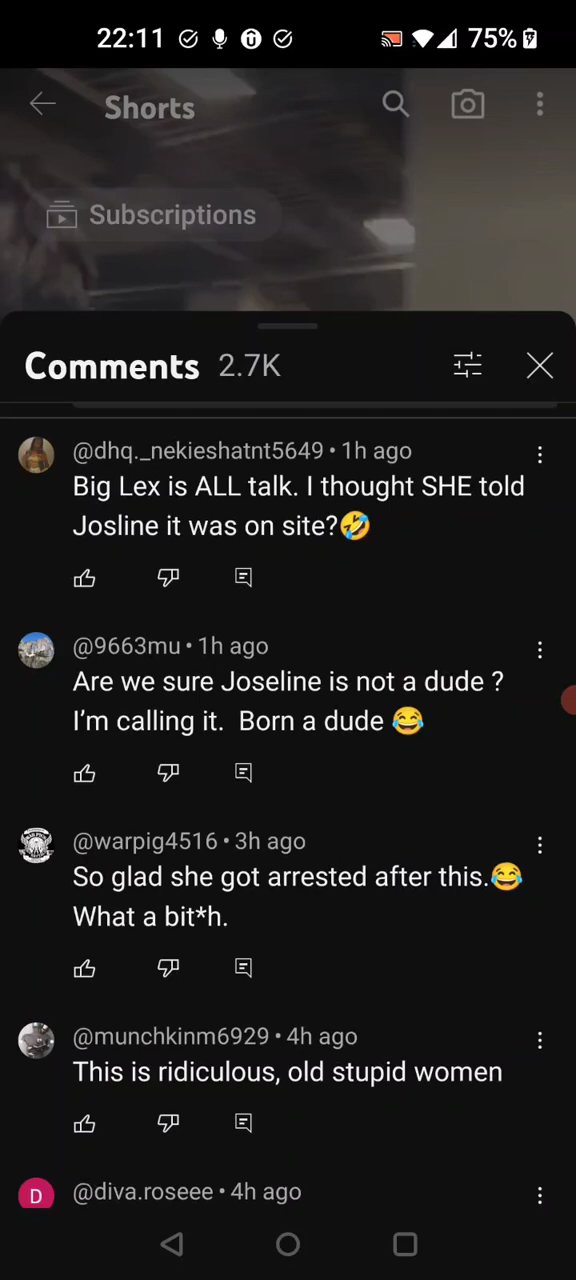 22:11
75%
Shorts
Subscriptions
Comments 2.7K
@dhq._nekieshatnt5649 • 1h ago
Big Lex is ALL talk. I thought SHE told
Josline it was on site?🤣
@9663mu • 1h ago
Are we sure Joseline is not a dude ?
I’m calling it.  Born a dude 😂
@warpig4516 • 3h ago
So glad she got arrested after this.😂
What a bit*h.
@munchkinm6929 • 4h ago
This is ridiculous, old stupid women
D
@diva.roseee • 4h ago